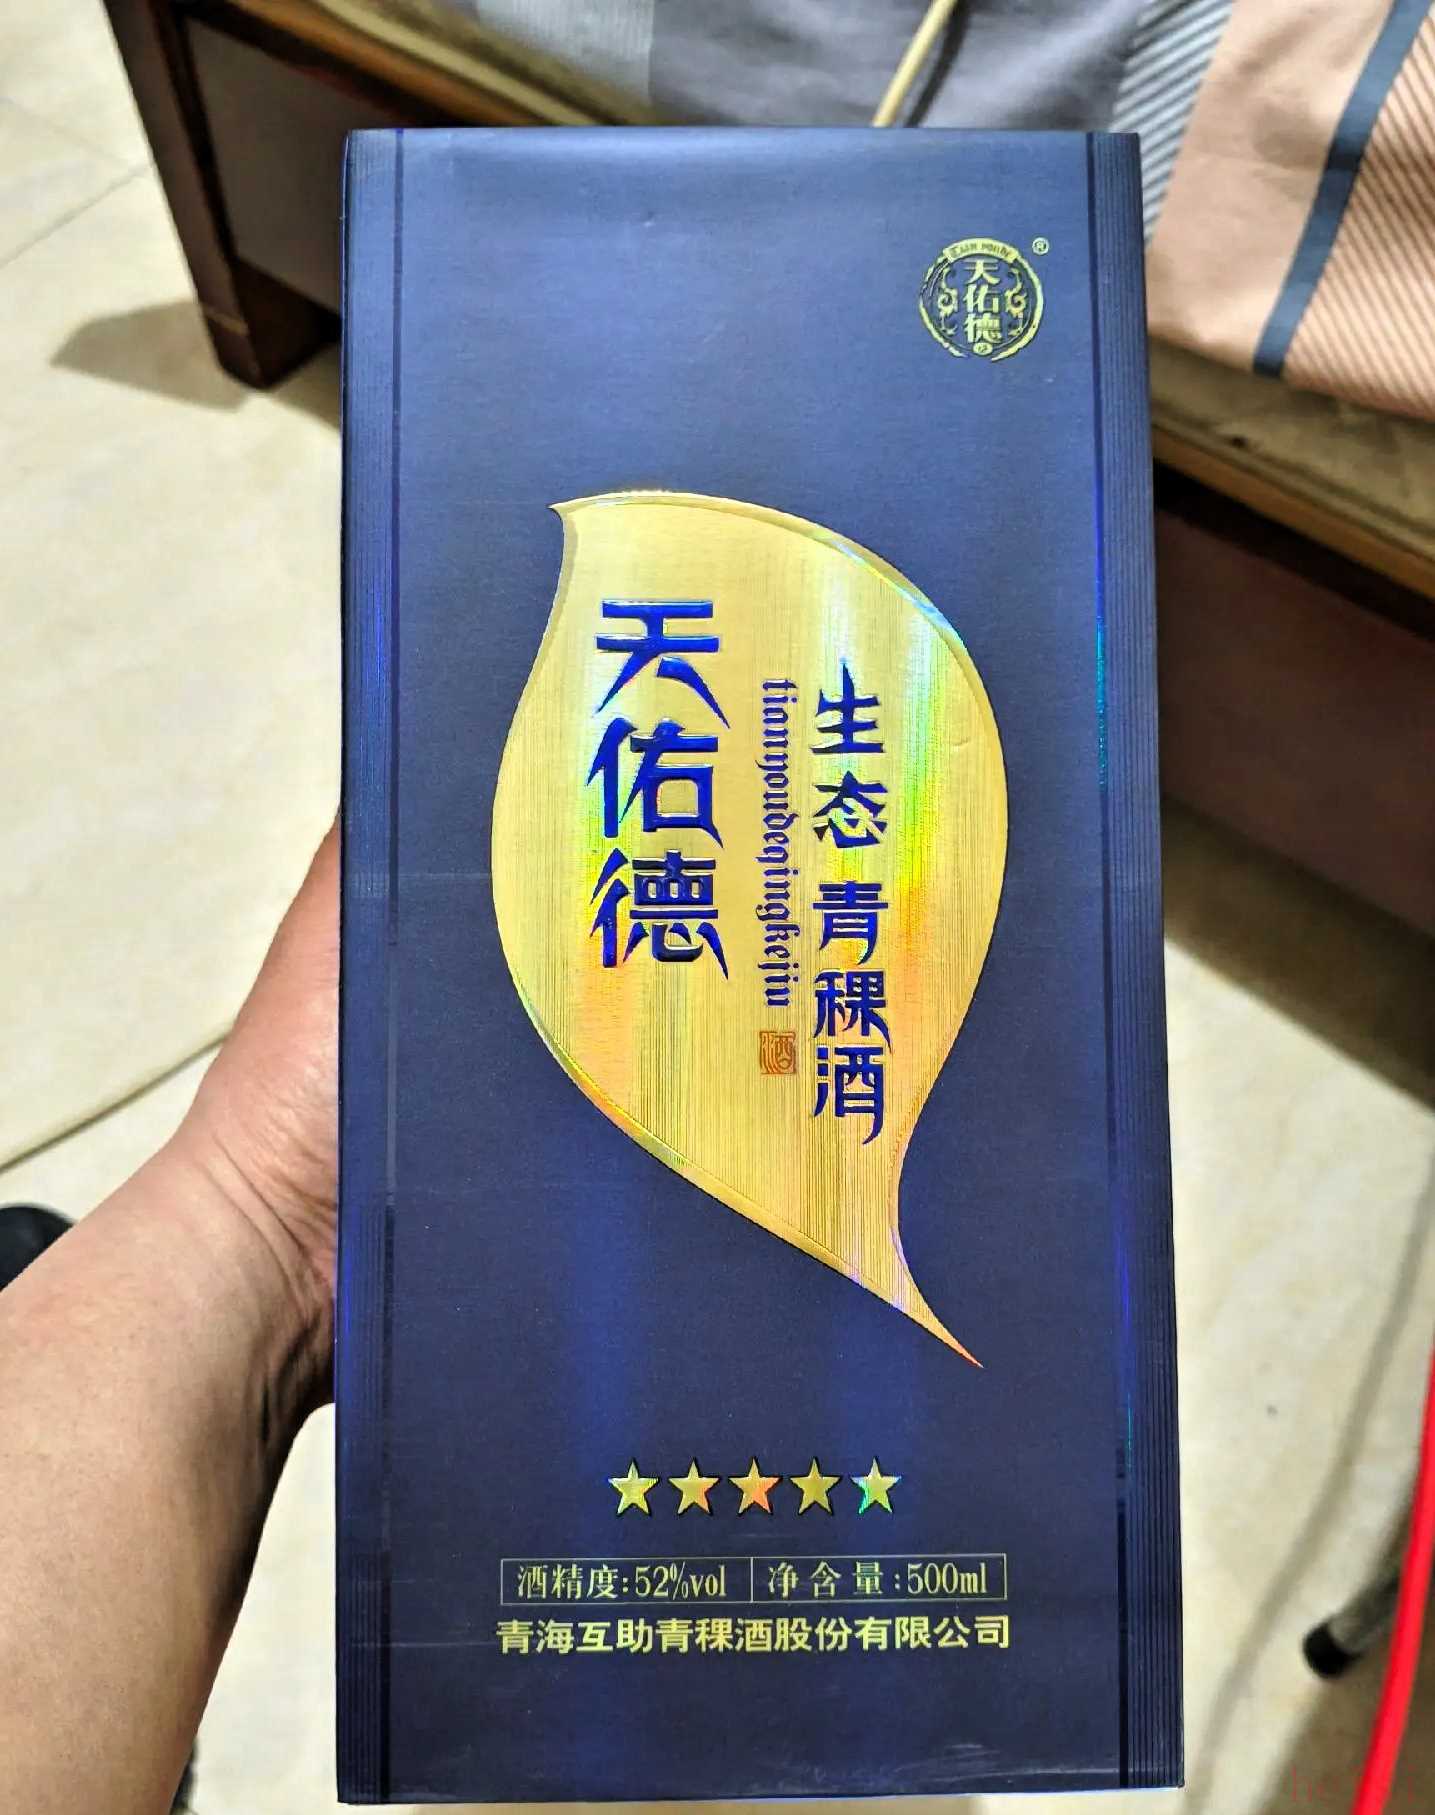 天佑德
®
天佑德
tianyoudeqingkejiu
生态青稞酒
酒
酒精度:52%vol
净含量:500ml
青海互助青稞酒股份有限公司